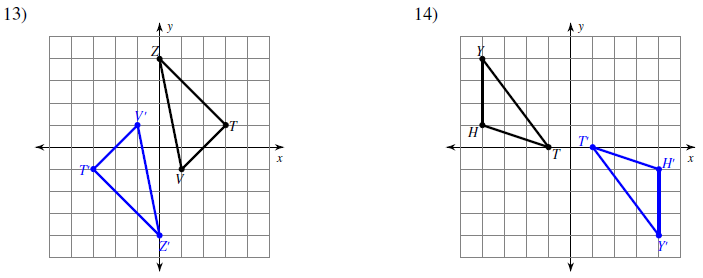 13)
y
Z
V'
T
T'
x
V
Z'
14)
y
Y
H
T'
T
H'
x
Y'